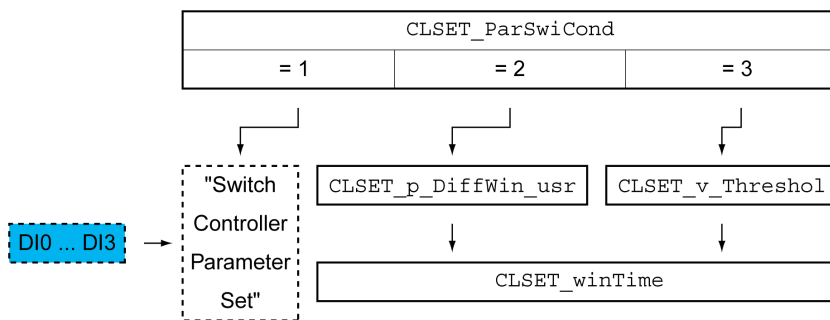 CLSET_ParSwiCond
= 1
= 2
= 3
"Switch
Controller
Parameter
Set"
CLSET_p_DiffWin_usr
CLSET_v_Threshol
DI0 ... DI3
CLSET_winTime